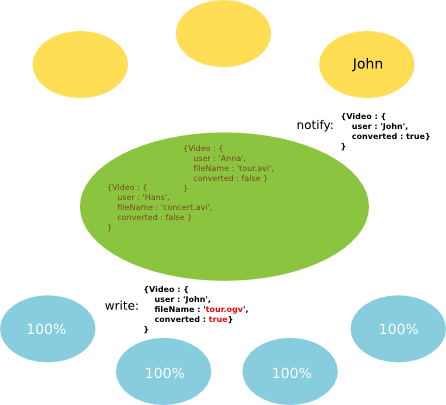 John
notify:
{Video : {
user : 'John',
converted : true}
}
{Video : {
user : 'Anna',
fileName : 'tour.avi',
converted : false }
}
{Video : {
user : 'Hans',
fileName : 'concert.avi',
converted : false }
}
write:
{Video : {
user : 'John',
fileName : 'tour.ogv',
converted : true}
}
100%
100%
100%
100%